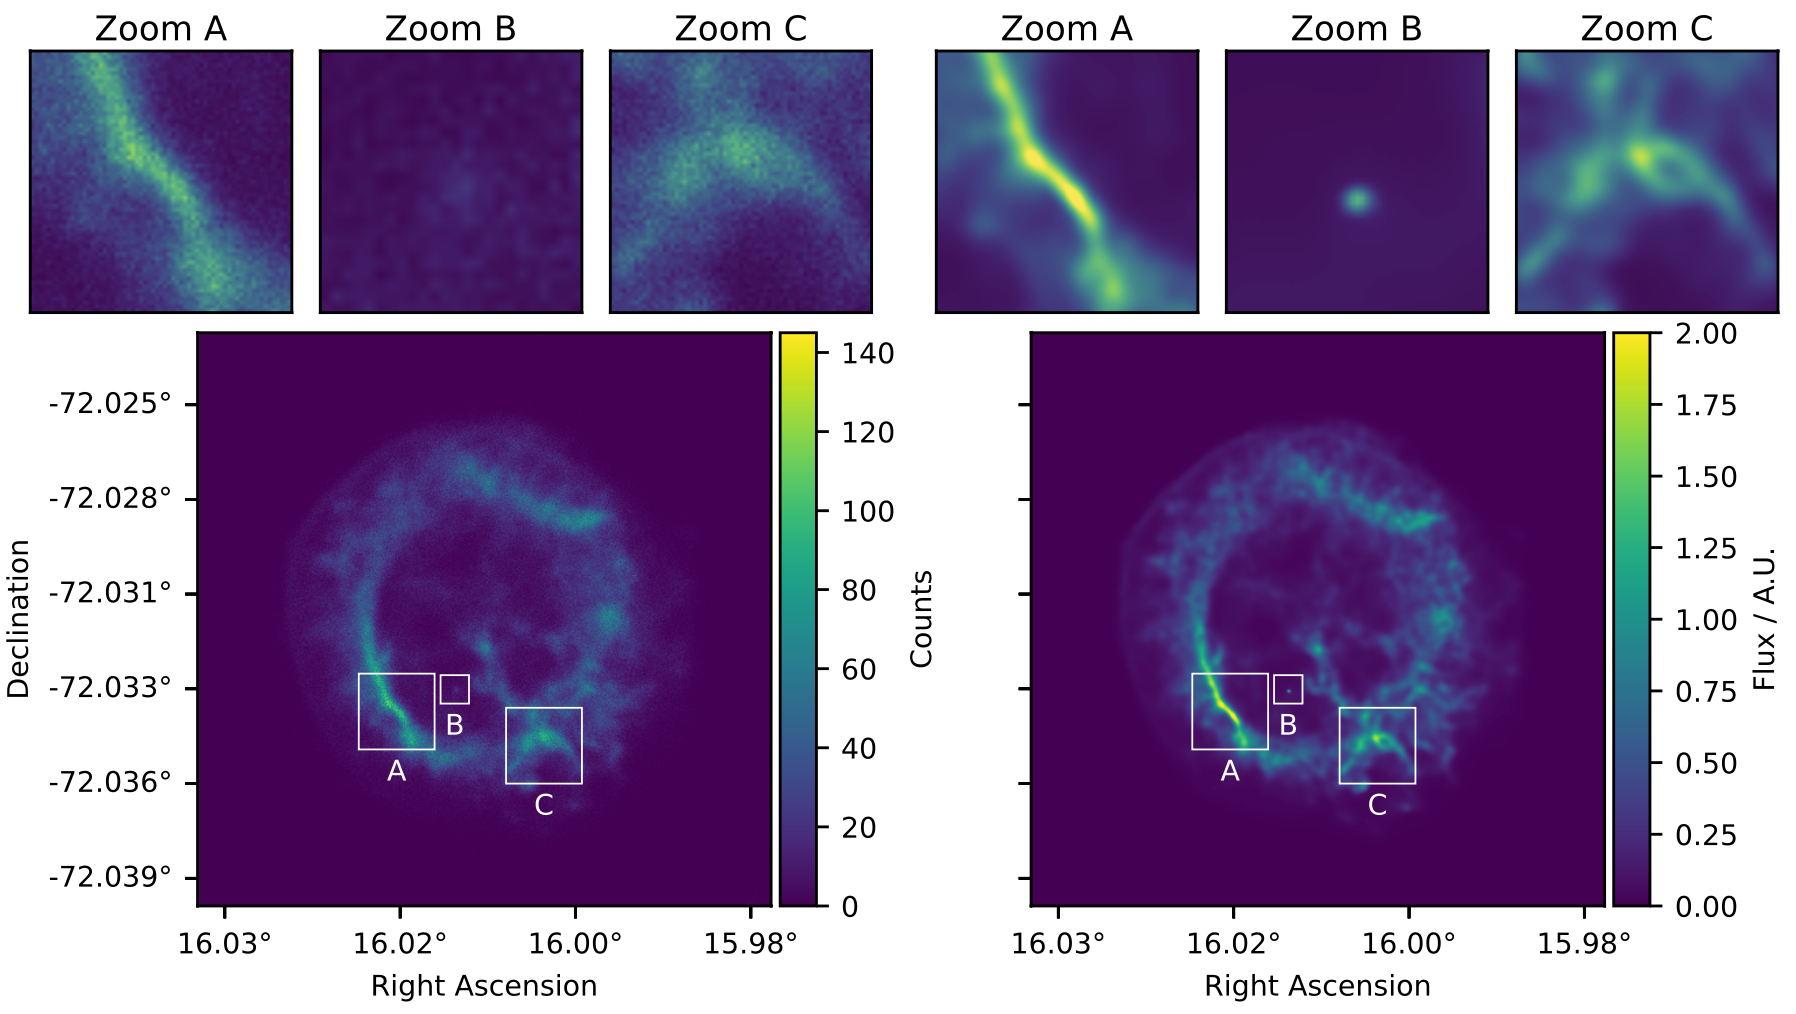 Zoom A
Zoom B
Zoom C
Zoom A
Zoom B
Zoom C
-72.025°
-72.028°
-72.031°
-72.033°
-72.036°
-72.039°
Declination
A
B
C
16.03°
16.02°
16.00°
15.98°
Right Ascension
140
120
100
80
60
40
20
0
Counts
A
B
C
16.03°
16.02°
16.00°
15.98°
Right Ascension
2.00
1.75
1.50
1.25
1.00
0.75
0.50
0.25
0.00
Flux / A.U.